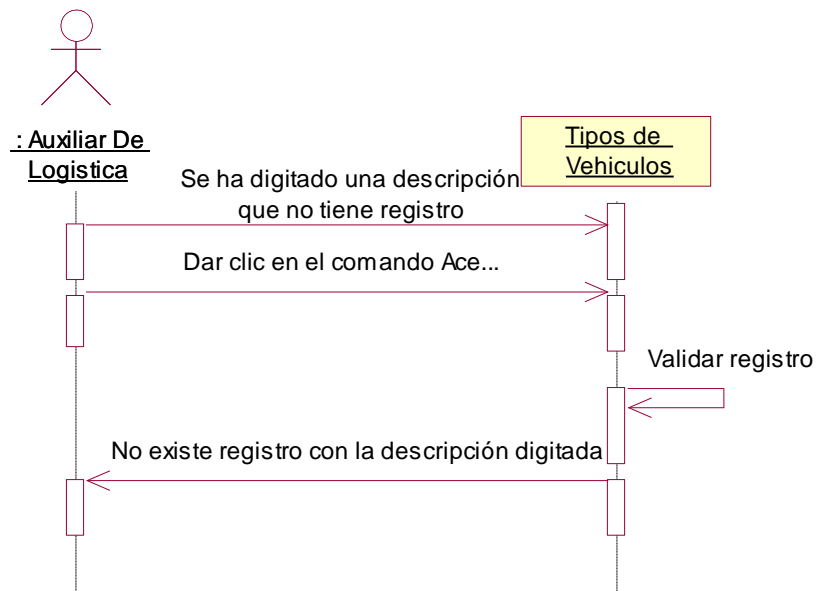 : Auxiliar De
Logistica
Tipos de
Vehiculos
Se ha digitado una descripción
que no tiene registro
Dar clic en el comando Ace...
Validar registro
No existe registro con la descripción digitada